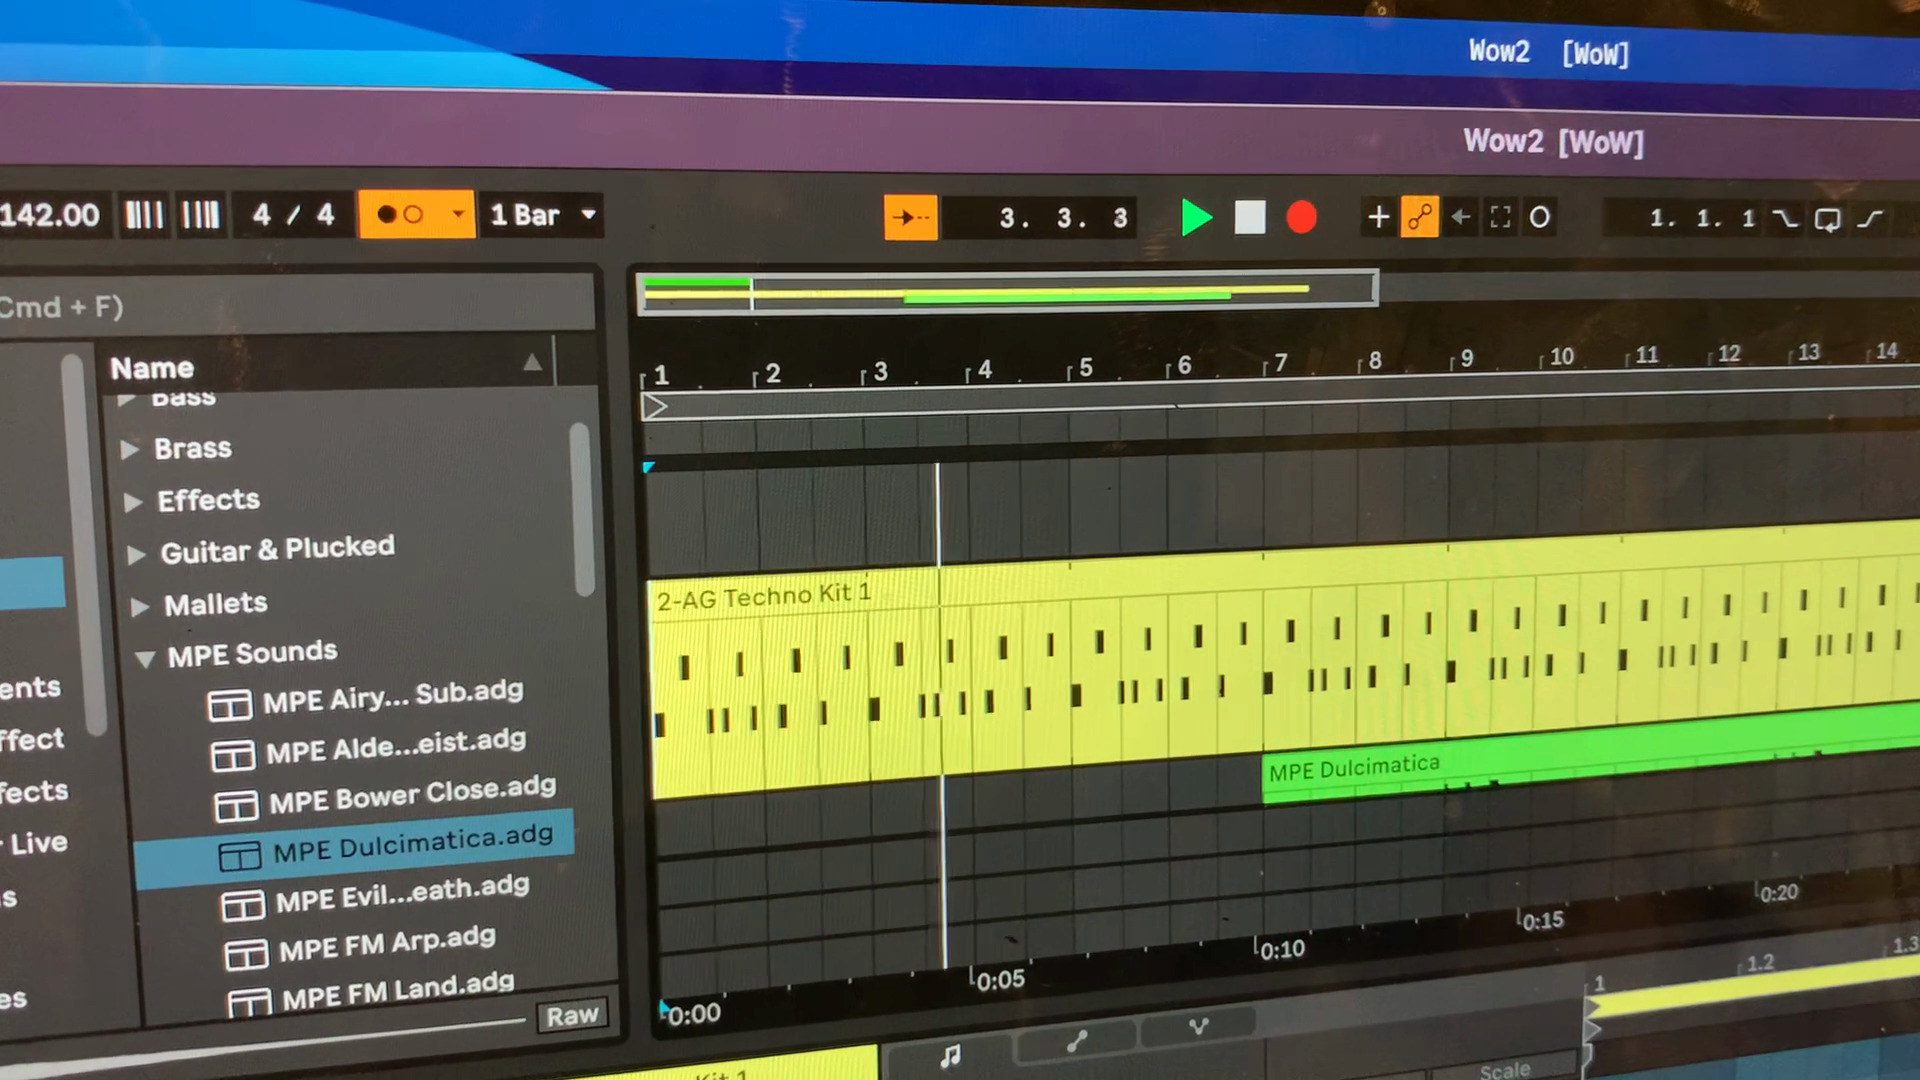 Wow2 [WoW]
Wow2 [WoW]
142.00 4 / 4 1 Bar 3. 3. 3 1. 1. 1
Cmd + F)
Name
Bass
Brass
Effects
Guitar & Plucked
Mallets
MPE Sounds
MPE Airy... Sub.adg
MPE Alde...eist.adg
MPE Bower Close.adg
MPE Dulcimatica.adg
MPE Evil...eath.adg
MPE FM Arp.adg
MPE FM Land.adg
Raw
ents
ffect
fects
Live
s
es
1 2 3 4 5 6 7 8 9 10 11 12 13 14
2-AG Techno Kit 1
MPE Dulcimatica
0:00 0:05 0:10 0:15 0:20
1 1.2 1.3
Kit 1
Scale